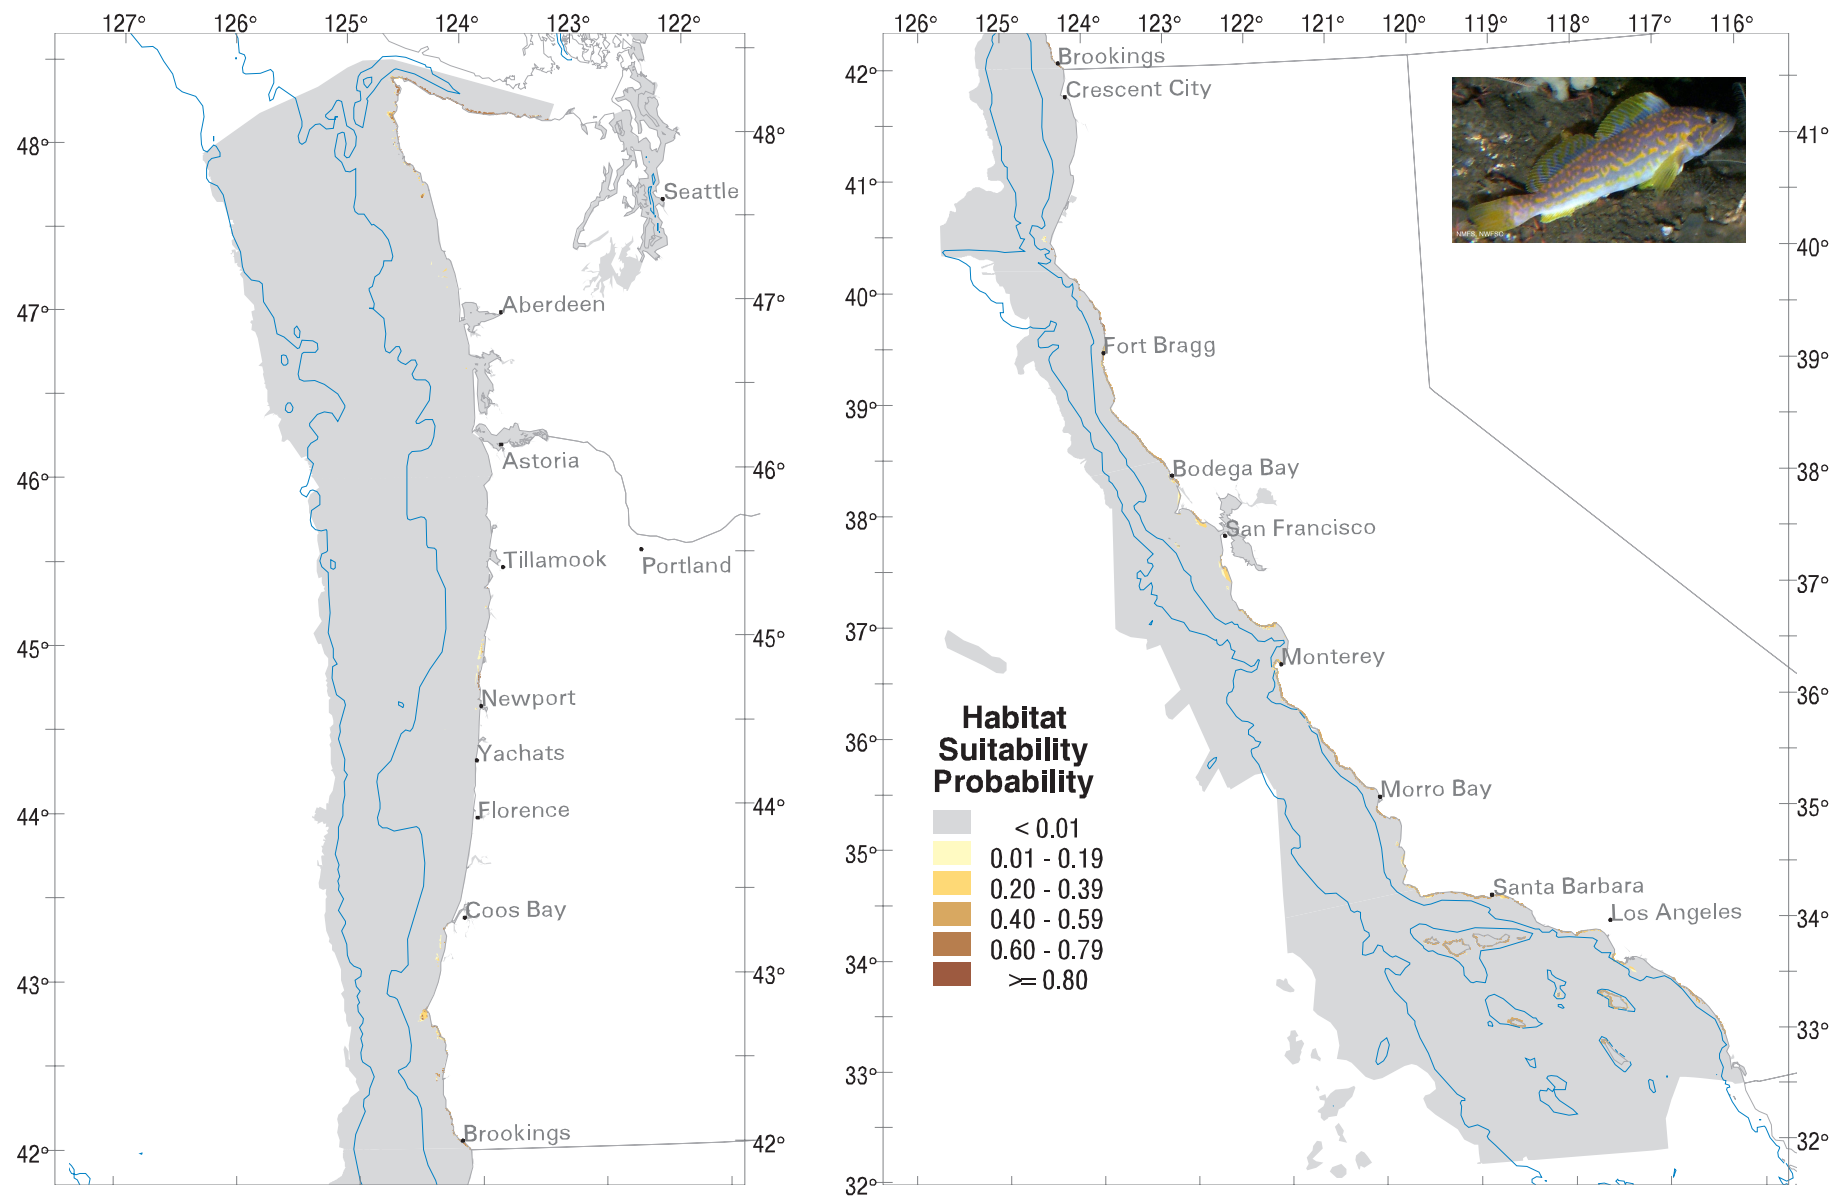 127° 126° 125° 124° 123° 122°
48°
47°
46°
45°
44°
43°
42°
48°
47°
46°
45°
44°
43°
42°
Seattle
Aberdeen
Astoria
Tillamook
Portland
Newport
Yachats
Florence
Coos Bay
Brookings
126° 125° 124° 123° 122° 121° 120° 119° 118° 117° 116°
42°
41°
40°
39°
38°
37°
36°
35°
34°
33°
32°
41°
40°
39°
38°
37°
36°
35°
34°
33°
32°
Brookings
Crescent City
NMFS, NWFSC
Fort Bragg
Bodega Bay
San Francisco
Monterey
Morro Bay
Santa Barbara
Los Angeles
Habitat
Suitability
Probability
< 0.01
0.01 - 0.19
0.20 - 0.39
0.40 - 0.59
0.60 - 0.79
>= 0.80